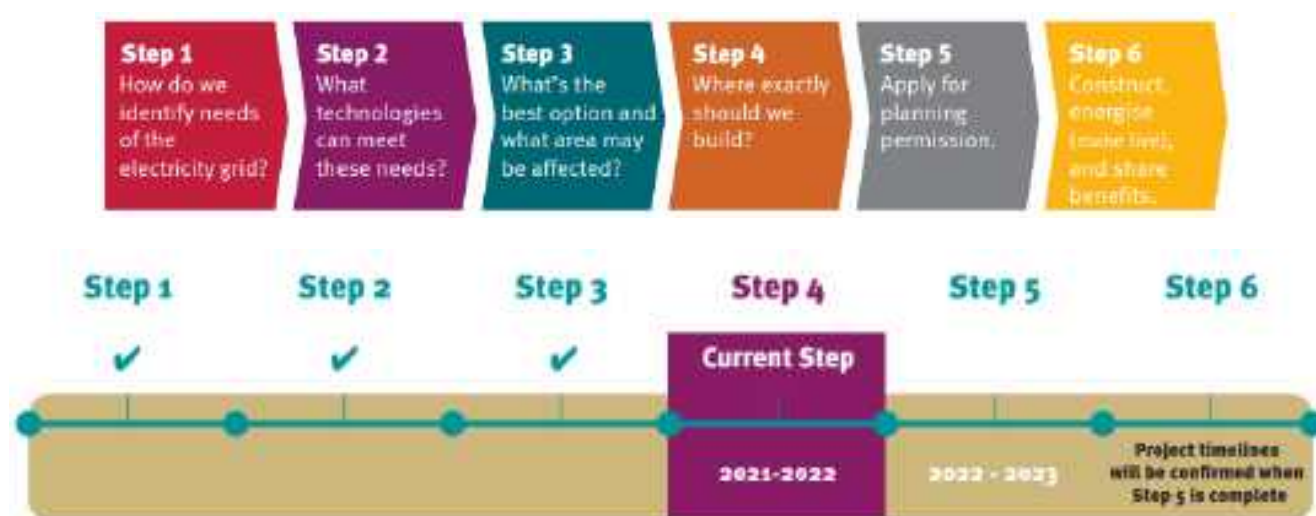 Step 1
How do we
identify needs
of the
electricity grid?
Step 2
What
technologies
can meet
these needs?
Step 3
What's the
best option and
what area may
be affected?
Step 4
Where exactly
should we
build?
Step 5
Apply for
planning
permission.
Step 6
Construct,
energise
(make live),
and share
benefits.
Step 1
Step 2
Step 3
Step 4
Step 5
Step 6
Current Step
2021-2022
2022 - 2023
Project timelines
will be confirmed when
Step 5 is complete